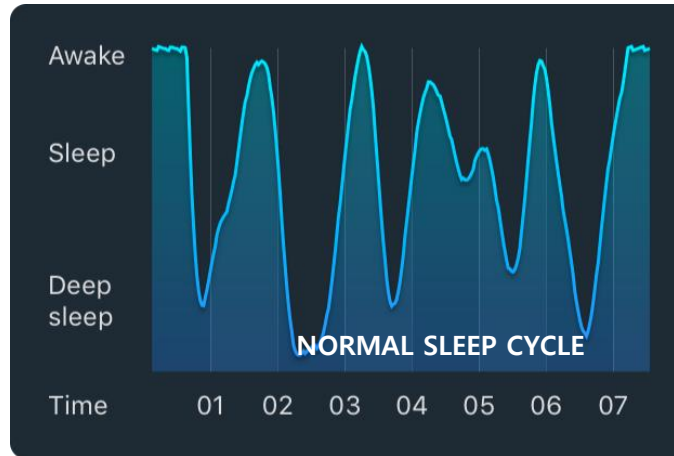 Awake
Sleep
Deep
sleep
NORMAL SLEEP CYCLE
Time 01 02 03 04 05 06 07